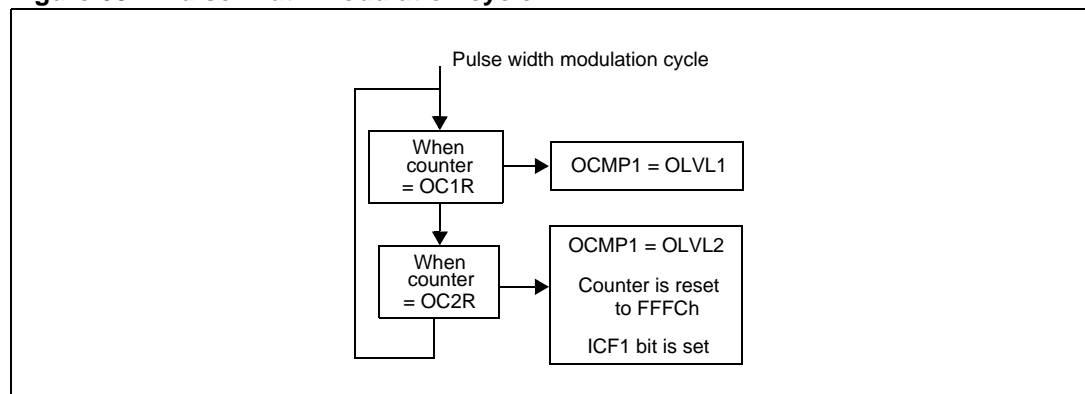 Pulse width modulation cycle
When
counter
= OC1R
OCMP1 = OLVL1
When
counter
= OC2R
OCMP1 = OLVL2
Counter is reset
to FFFCh
ICF1 bit is set